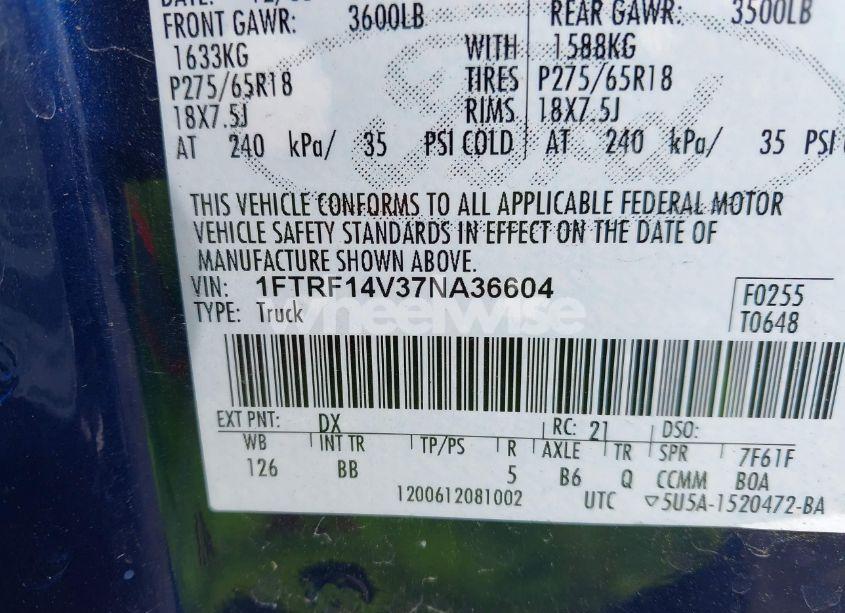 FRONT GAWR: 3600LB REAR GAWR: 3500LB
1633KG WITH 1588KG
P275/65R18 TIRES P275/65R18
18X7.5J RIMS 18X7.5J
AT 240 kPa/ 35 PSI COLD AT 240 kPa/ 35 PSI
THIS VEHICLE CONFORMS TO ALL APPLICABLE FEDERAL MOTOR
VEHICLE SAFETY STANDARDS IN EFFECT ON THE DATE OF
MANUFACTURE SHOWN ABOVE.
VIN: 1FTRF14V37NA36604 F0255
TYPE: Truck T0648
wheelwise
EXT PNT: DX RC: 21 DSO:
WB INT TR TP/PS R AXLE TR SPR 7F61F
126 BB 5 B6 Q CCMM BOA
1200612081002 UTC ▽5U5A-1520472-BA